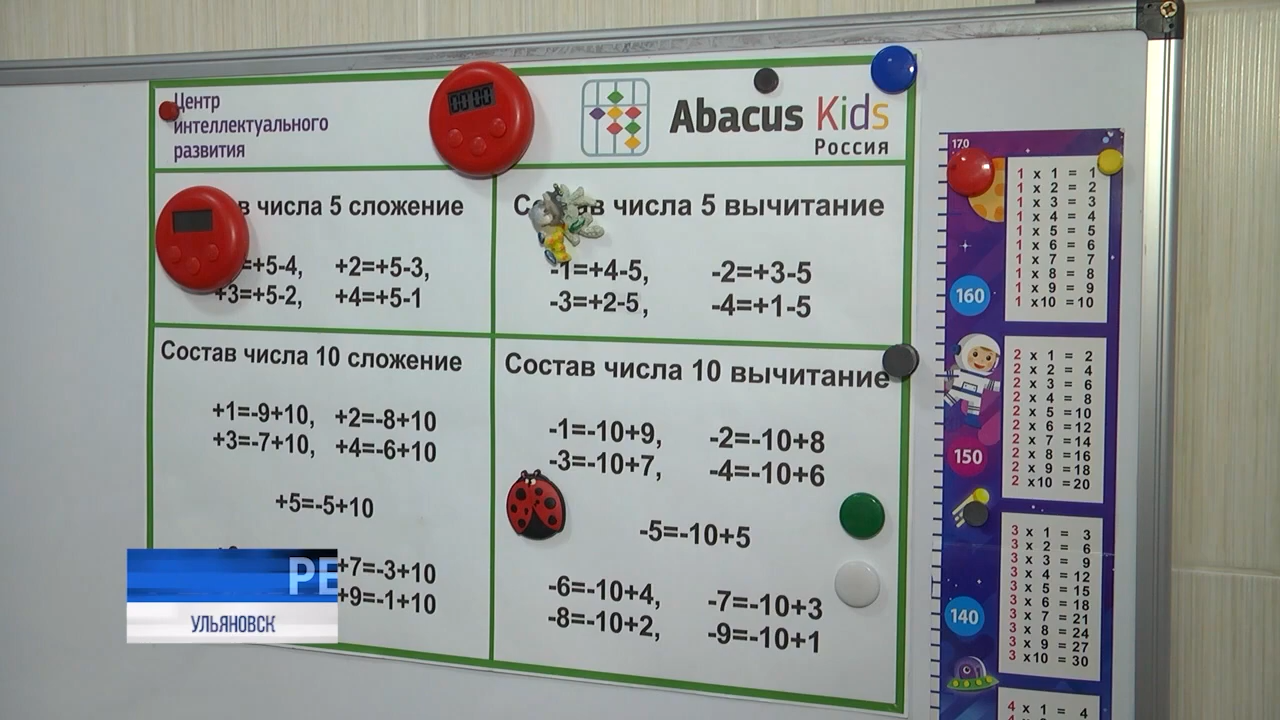 Центр
интеллектуального
развития
00:00
Abacus Kids
Россия
в числа 5 сложение
=+5-4, +2=+5-3,
+3=+5-2, +4=+5-1
в числа 5 вычитание
-1=+4-5, -2=+3-5
-3=+2-5, -4=+1-5
Состав числа 10 сложение
+1=-9+10, +2=-8+10
+3=-7+10, +4=-6+10
+5=-5+10
+7=-3+10
+9=-1+10
Состав числа 10 вычитание
-1=-10+9, -2=-10+8
-3=-10+7, -4=-10+6
-5=-10+5
-6=-10+4, -7=-10+3
-8=-10+2, -9=-10+1
РЕ
УЛЬЯНОВСК
170
1 x 1 = 1
1 x 2 = 2
1 x 3 = 3
1 x 4 = 4
1 x 5 = 5
1 x 6 = 6
1 x 7 = 7
1 x 8 = 8
1 x 9 = 9
1 x10 =10
160
2 x 1 = 2
2 x 2 = 4
2 x 3 = 6
2 x 4 = 8
2 x 5 =10
2 x 6 =12
2 x 7 =14
2 x 8 =16
2 x 9 =18
2 x10 =20
150
3 x 1 = 3
3 x 2 = 6
3 x 3 = 9
3 x 4 = 12
3 x 5 = 15
3 x 6 = 18
3 x 7 = 21
3 x 8 = 24
3 x 9 = 27
3 x10 = 30
140
4 x 1 = 4